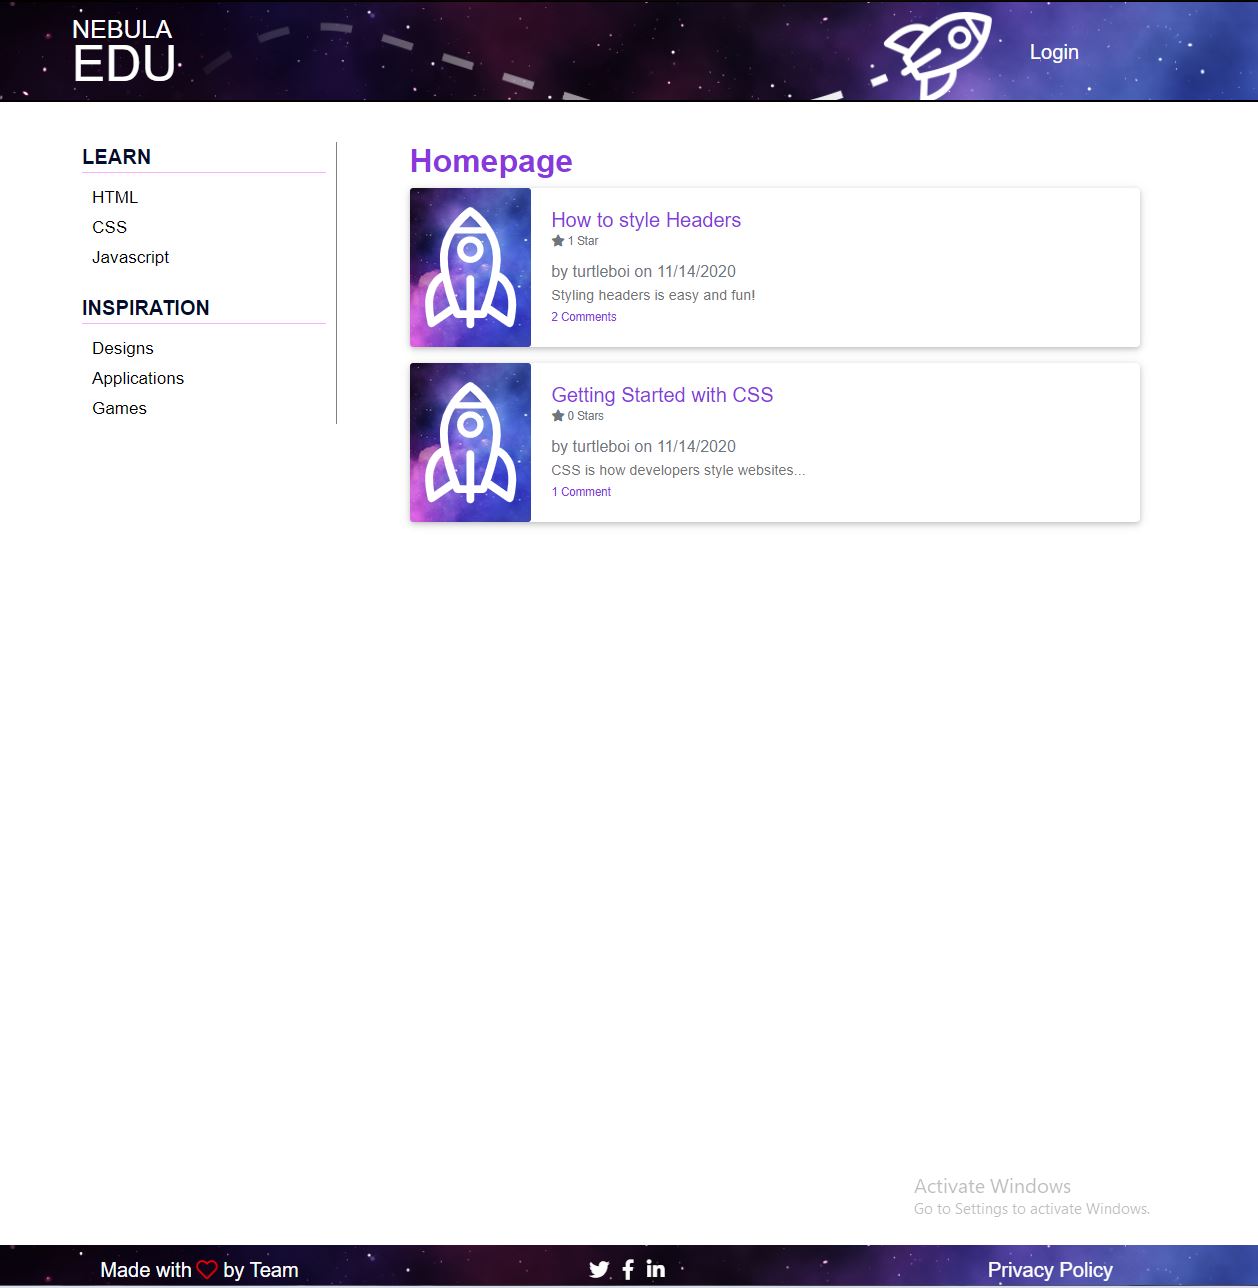 NEBULA
EDU
Login
LEARN
HTML
CSS
Javascript
INSPIRATION
Designs
Applications
Games
Homepage
How to style Headers
1 Star
by turtleboi on 11/14/2020
Styling headers is easy and fun!
2 Comments
Getting Started with CSS
0 Stars
by turtleboi on 11/14/2020
CSS is how developers style websites...
1 Comment
Activate Windows
Go to Settings to activate Windows.
Made with by Team
Privacy Policy